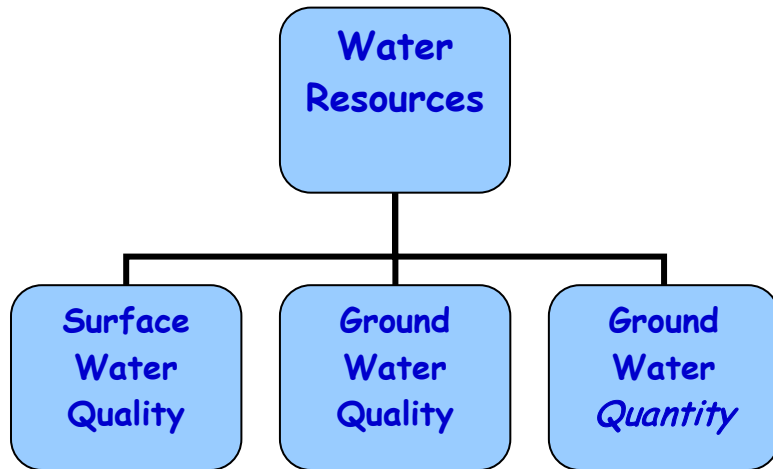 Water
Resources
Surface
Water
Quality
Ground
Water
Quality
Ground
Water
Quantity